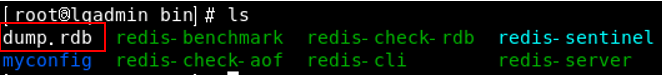 [root@lqadmin bin]# ls
dump.rdb redis-benchmark redis-check-rdb redis-sentinel
myconfig redis-check-aof redis-cli redis-server